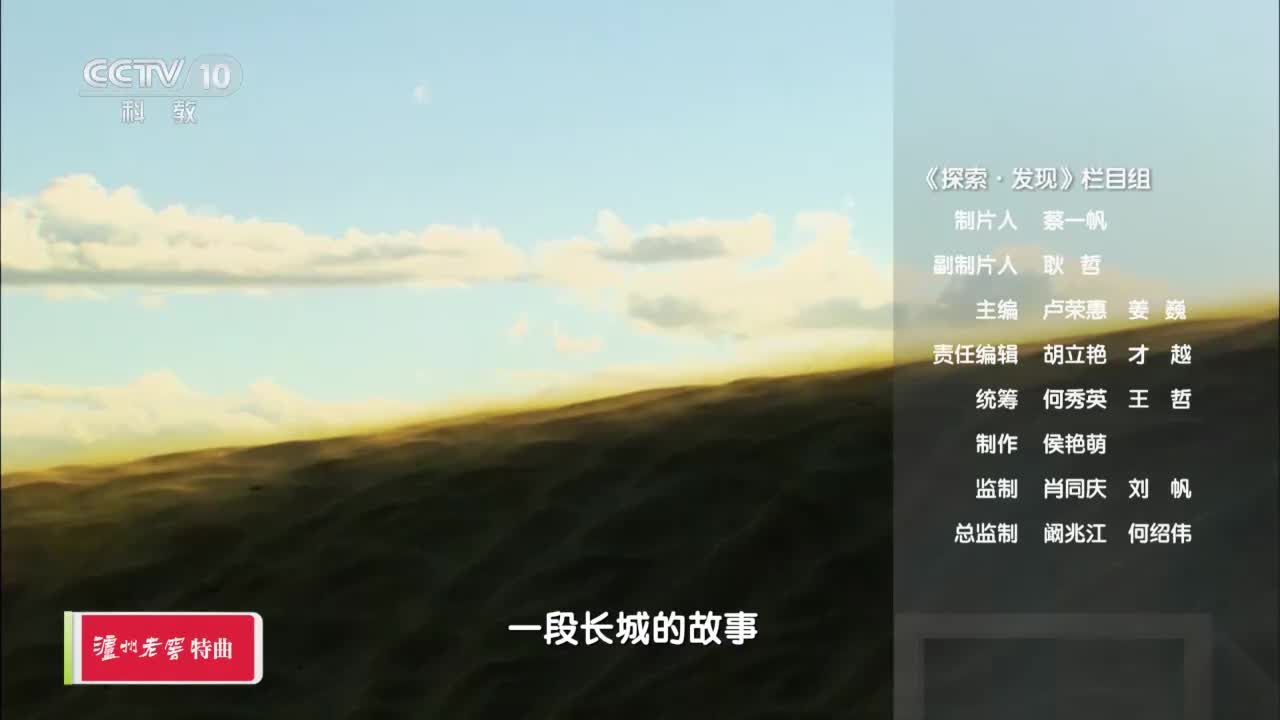 CCTV 10
科教
《探索·发现》栏目组
制片人 蔡一帆
副制片人 耿 哲
主编 卢荣惠 姜 巍
责任编辑 胡立艳 才 越
统筹 何秀英 王 哲
制作 侯艳萌
监制 肖同庆 刘 帆
总监制 阚兆江 何绍伟
一段长城的故事
泸州老窖特曲